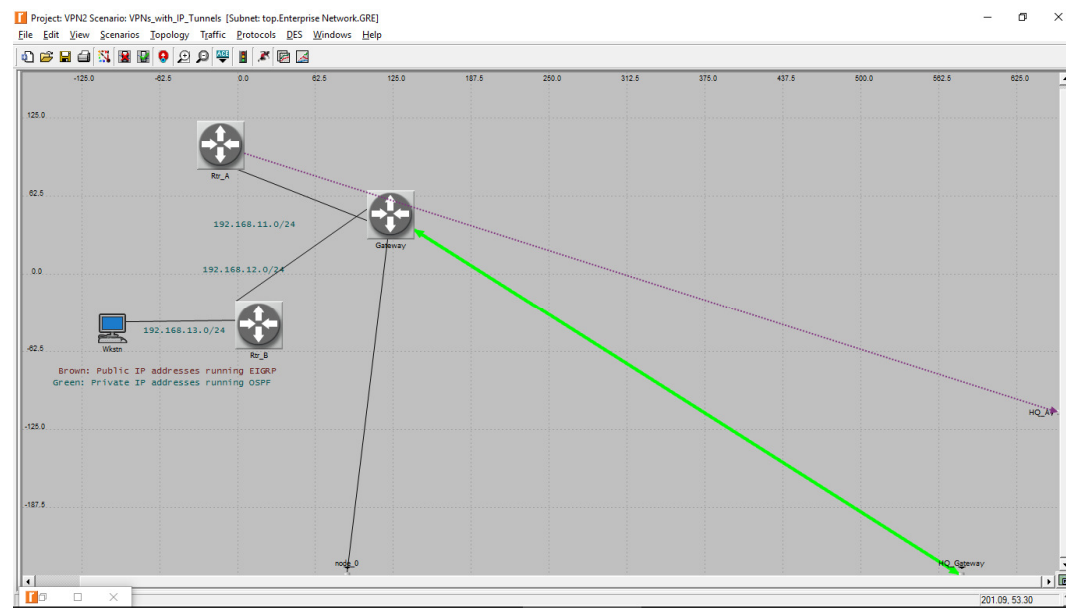 Project: VPN2 Scenario: VPNs_with_IP_Tunnels [Subnet: top.Enterprise Network.GRE]
File Edit View Scenarios Topology Traffic Protocols DES Windows Help
-125.0 -62.5 0.0 62.5 125.0 187.5 250.0 312.5 375.0 437.5 500.0 562.5 625.0
125.0
Rtr_A
62.5
192.168.11.0/24
Gateway
192.168.12.0/24
0.0
192.168.13.0/24
Wkstn
-62.5
Rtr_B
Brown: Public IP addresses running EIGRP
Green: Private IP addresses running OSPF
HQ_A
-125.0
-187.5
node_0
HQ_Gateway
201.09, 53.30